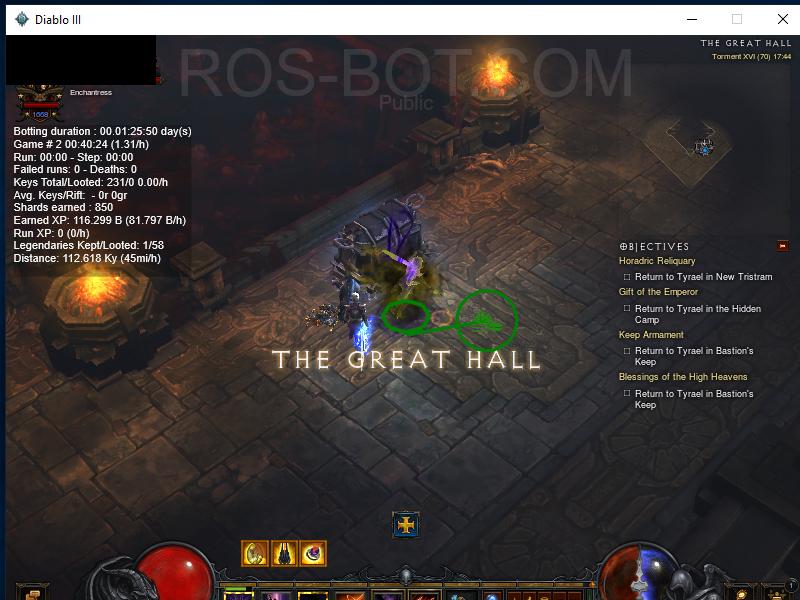 Diablo III
ROS-BOT.COM
Public
THE GREAT HALL
Torment XVI (70) 17:44
Enchantress
1668
Botting duration : 00.01:25:50 day(s)
Game # 2 00:40:24 (1.31/h)
Run: 00:00 - Step: 00:00
Failed runs: 0 - Deaths: 0
Keys Total/Looted: 231/0 0.00/h
Avg. Keys/Rift:  - 0r 0gr
Shards earned : 850
Earned XP: 116.299 B (81.797 B/h)
Run XP: 0 (0/h)
Legendaries Kept/Looted: 1/58
Distance: 112.618 Ky (45mi/h)
OBJECTIVES
Horadric Reliquary
Return to Tyrael in New Tristram
Gift of the Emperor
Return to Tyrael in the Hidden
Camp
Keep Armament
Return to Tyrael in Bastion's
Keep
Blessings of the High Heavens
Return to Tyrael in Bastion's
Keep
THE GREAT HALL
1